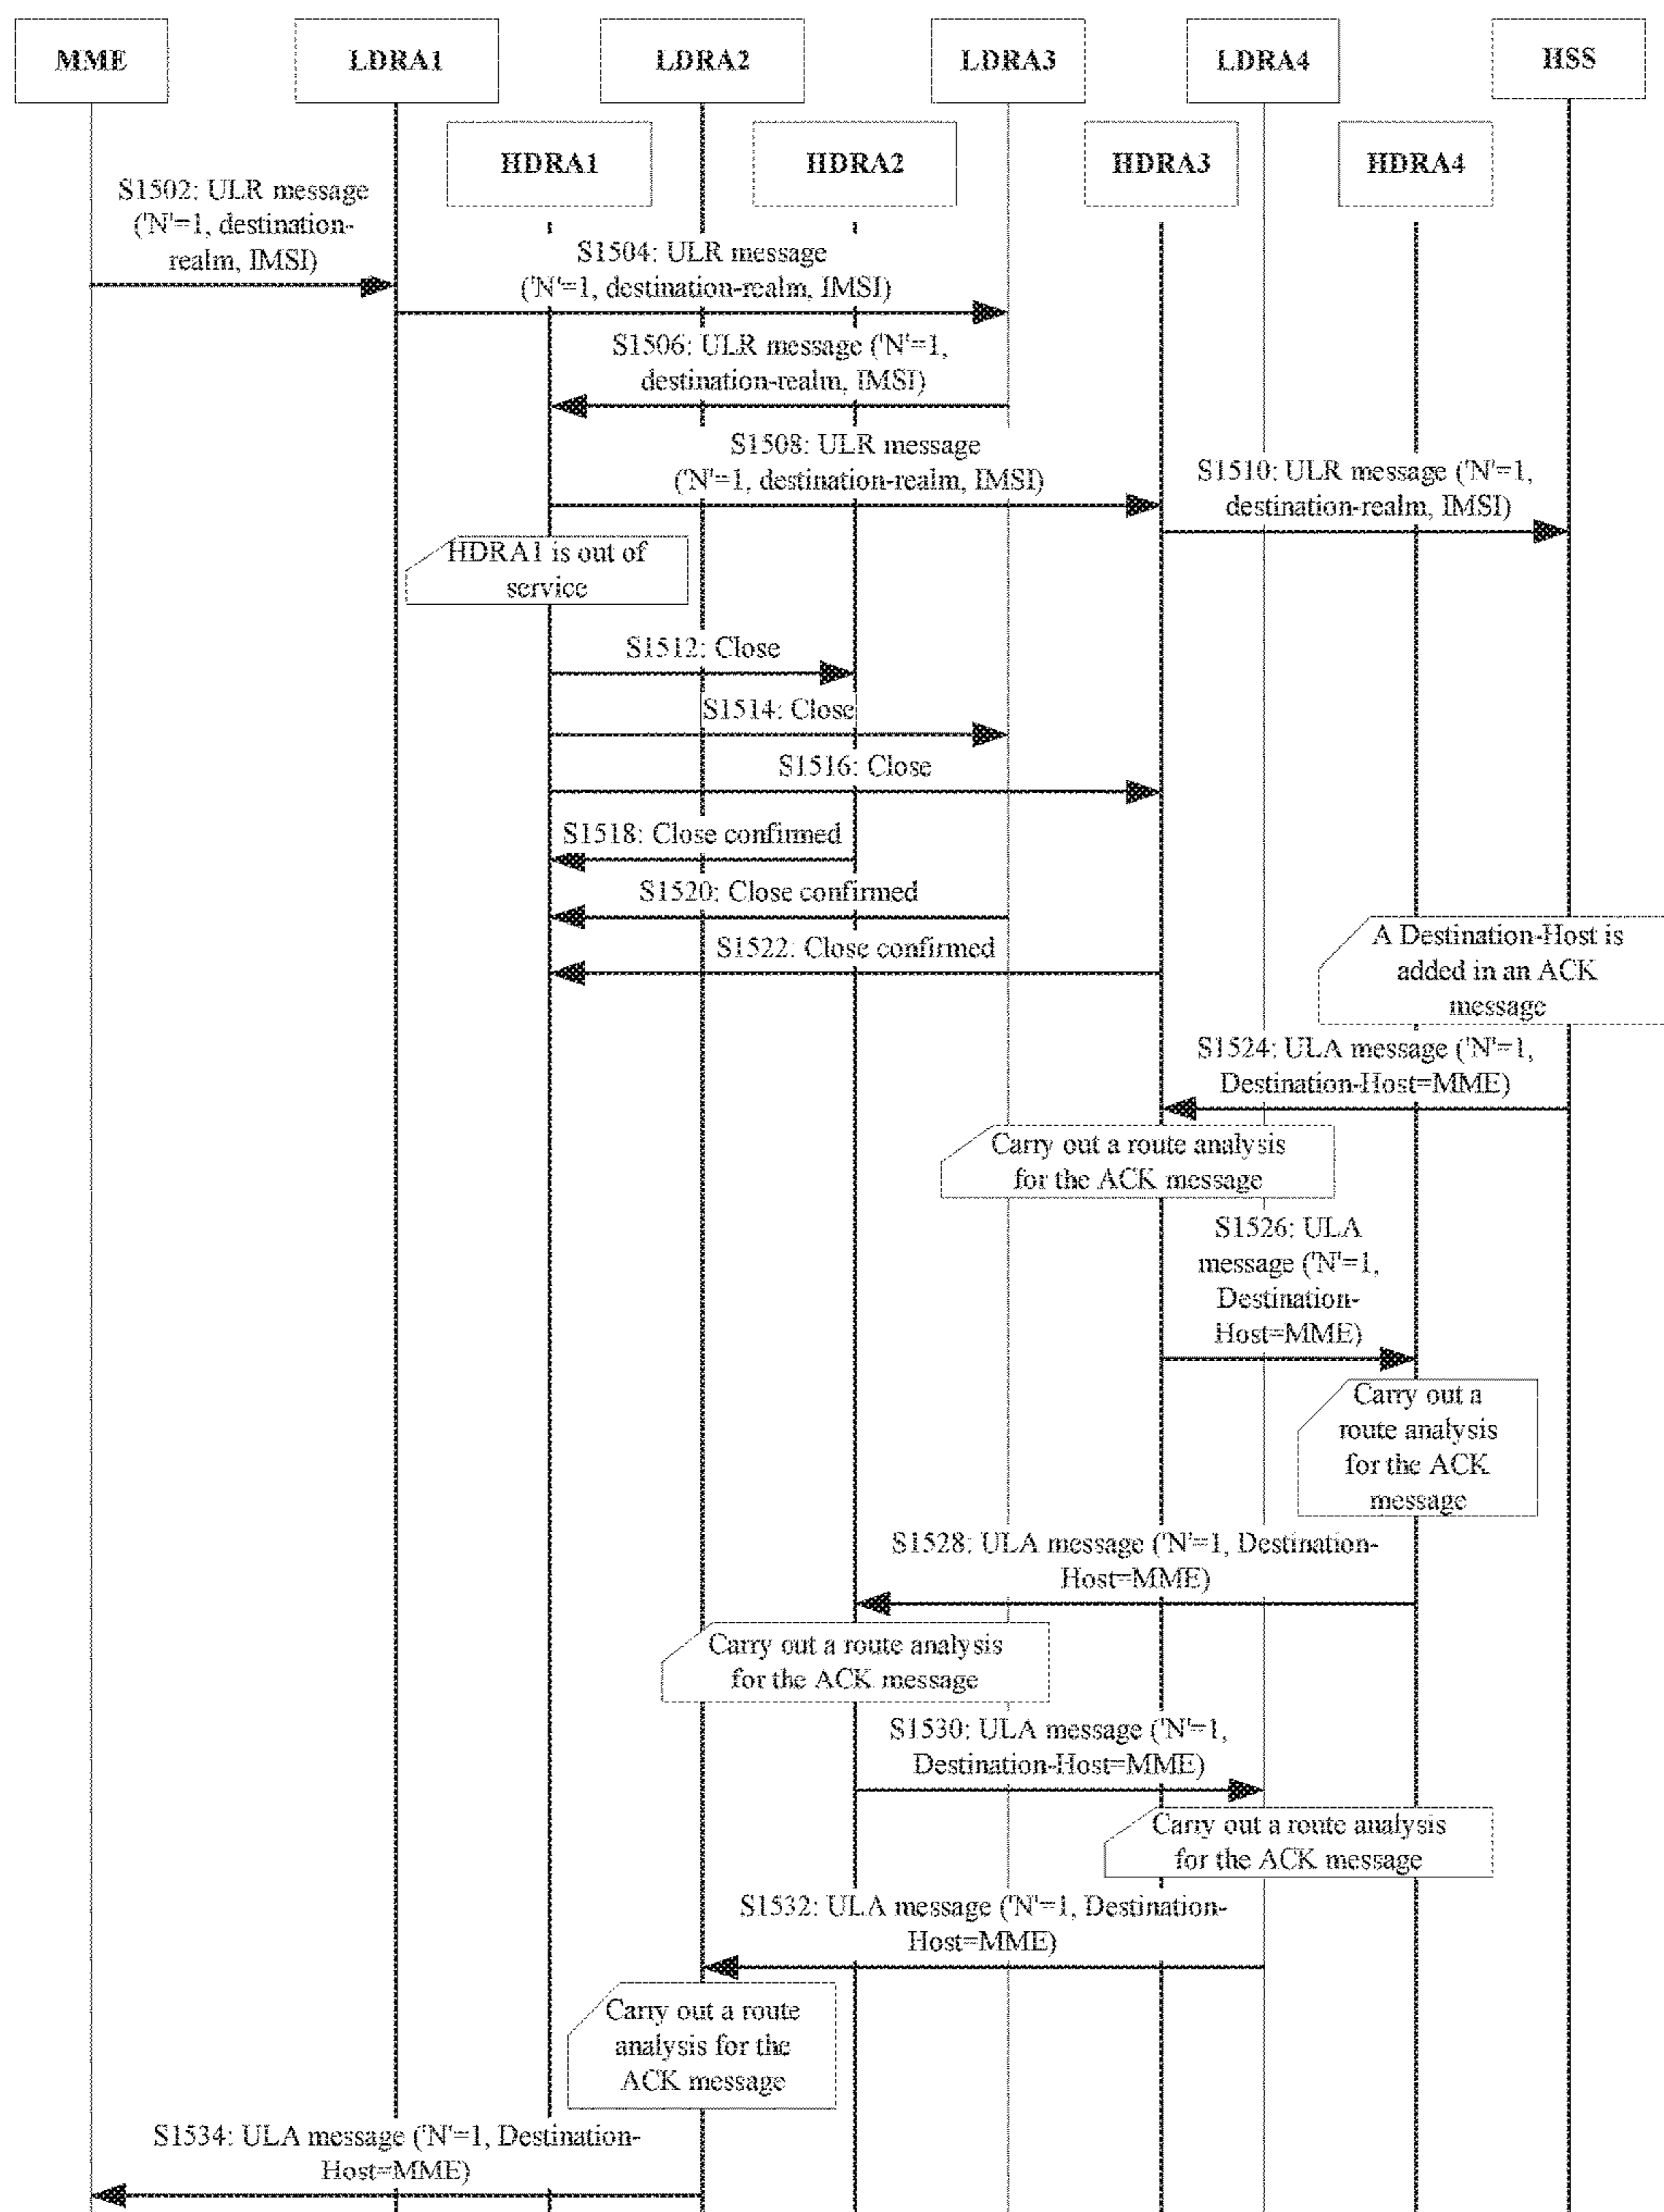 MME
LDRA1
LDRA2
LDRA3
LDRA4
HSS
HDRA1
HDRA2
HDRA3
HDRA4
S1502: ULR message
('N'=1, destination-
realm, IMSI)
S1504: ULR message
('N'=1, destination-realm, IMSI)
S1506: ULR message ('N'=1,
destination-realm, IMSI)
S1508: ULR message
('N'=1, destination-realm, IMSI)
S1510: ULR message ('N'=1,
destination-realm, IMSI)
HDRA1 is out of
service
S1512: Close
S1514: Close
S1516: Close
S1518: Close confirmed
S1520: Close confirmed
S1522: Close confirmed
A Destination-Host is
added in an ACK
message
S1524: ULA message ('N'=1,
Destination-Host=MME)
Carry out a route analysis
for the ACK message
S1526: ULA
message ('N'=1,
Destination-
Host=MME)
Carry out a
route analysis
for the ACK
message
S1528: ULA message ('N'=1, Destination-
Host=MME)
Carry out a route analysis
for the ACK message
S1530: ULA message ('N'=1,
Destination-Host=MME)
Carry out a route analysis
for the ACK message
S1532: ULA message ('N'=1, Destination-
Host=MME)
Carry out a route
analysis for the
ACK message
S1534: ULA message ('N'=1, Destination-
Host=MME)